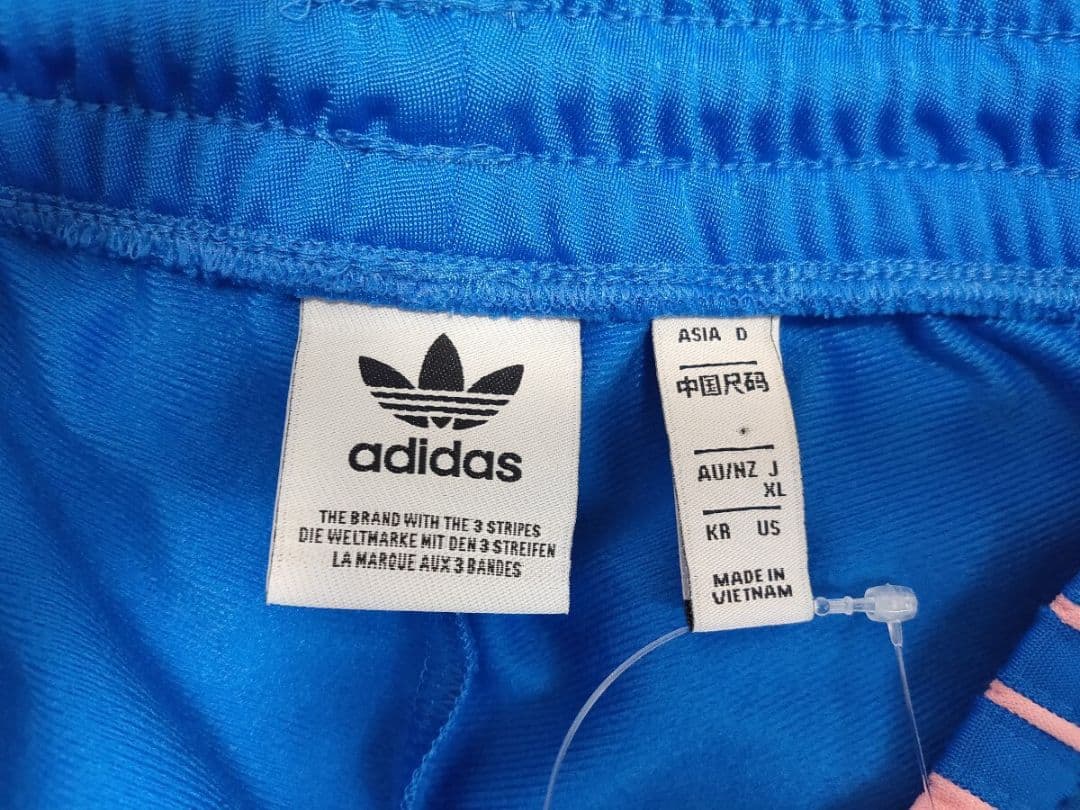 adidas
THE BRAND WITH THE 3 STRIPES
DIE WELTMARKE MIT DEN 3 STREIFEN
LA MARQUE AUX 3 BANDES
ASIA D
中国尺码
AU/NZ J
XL
KR US
MADE IN
VIETNAM